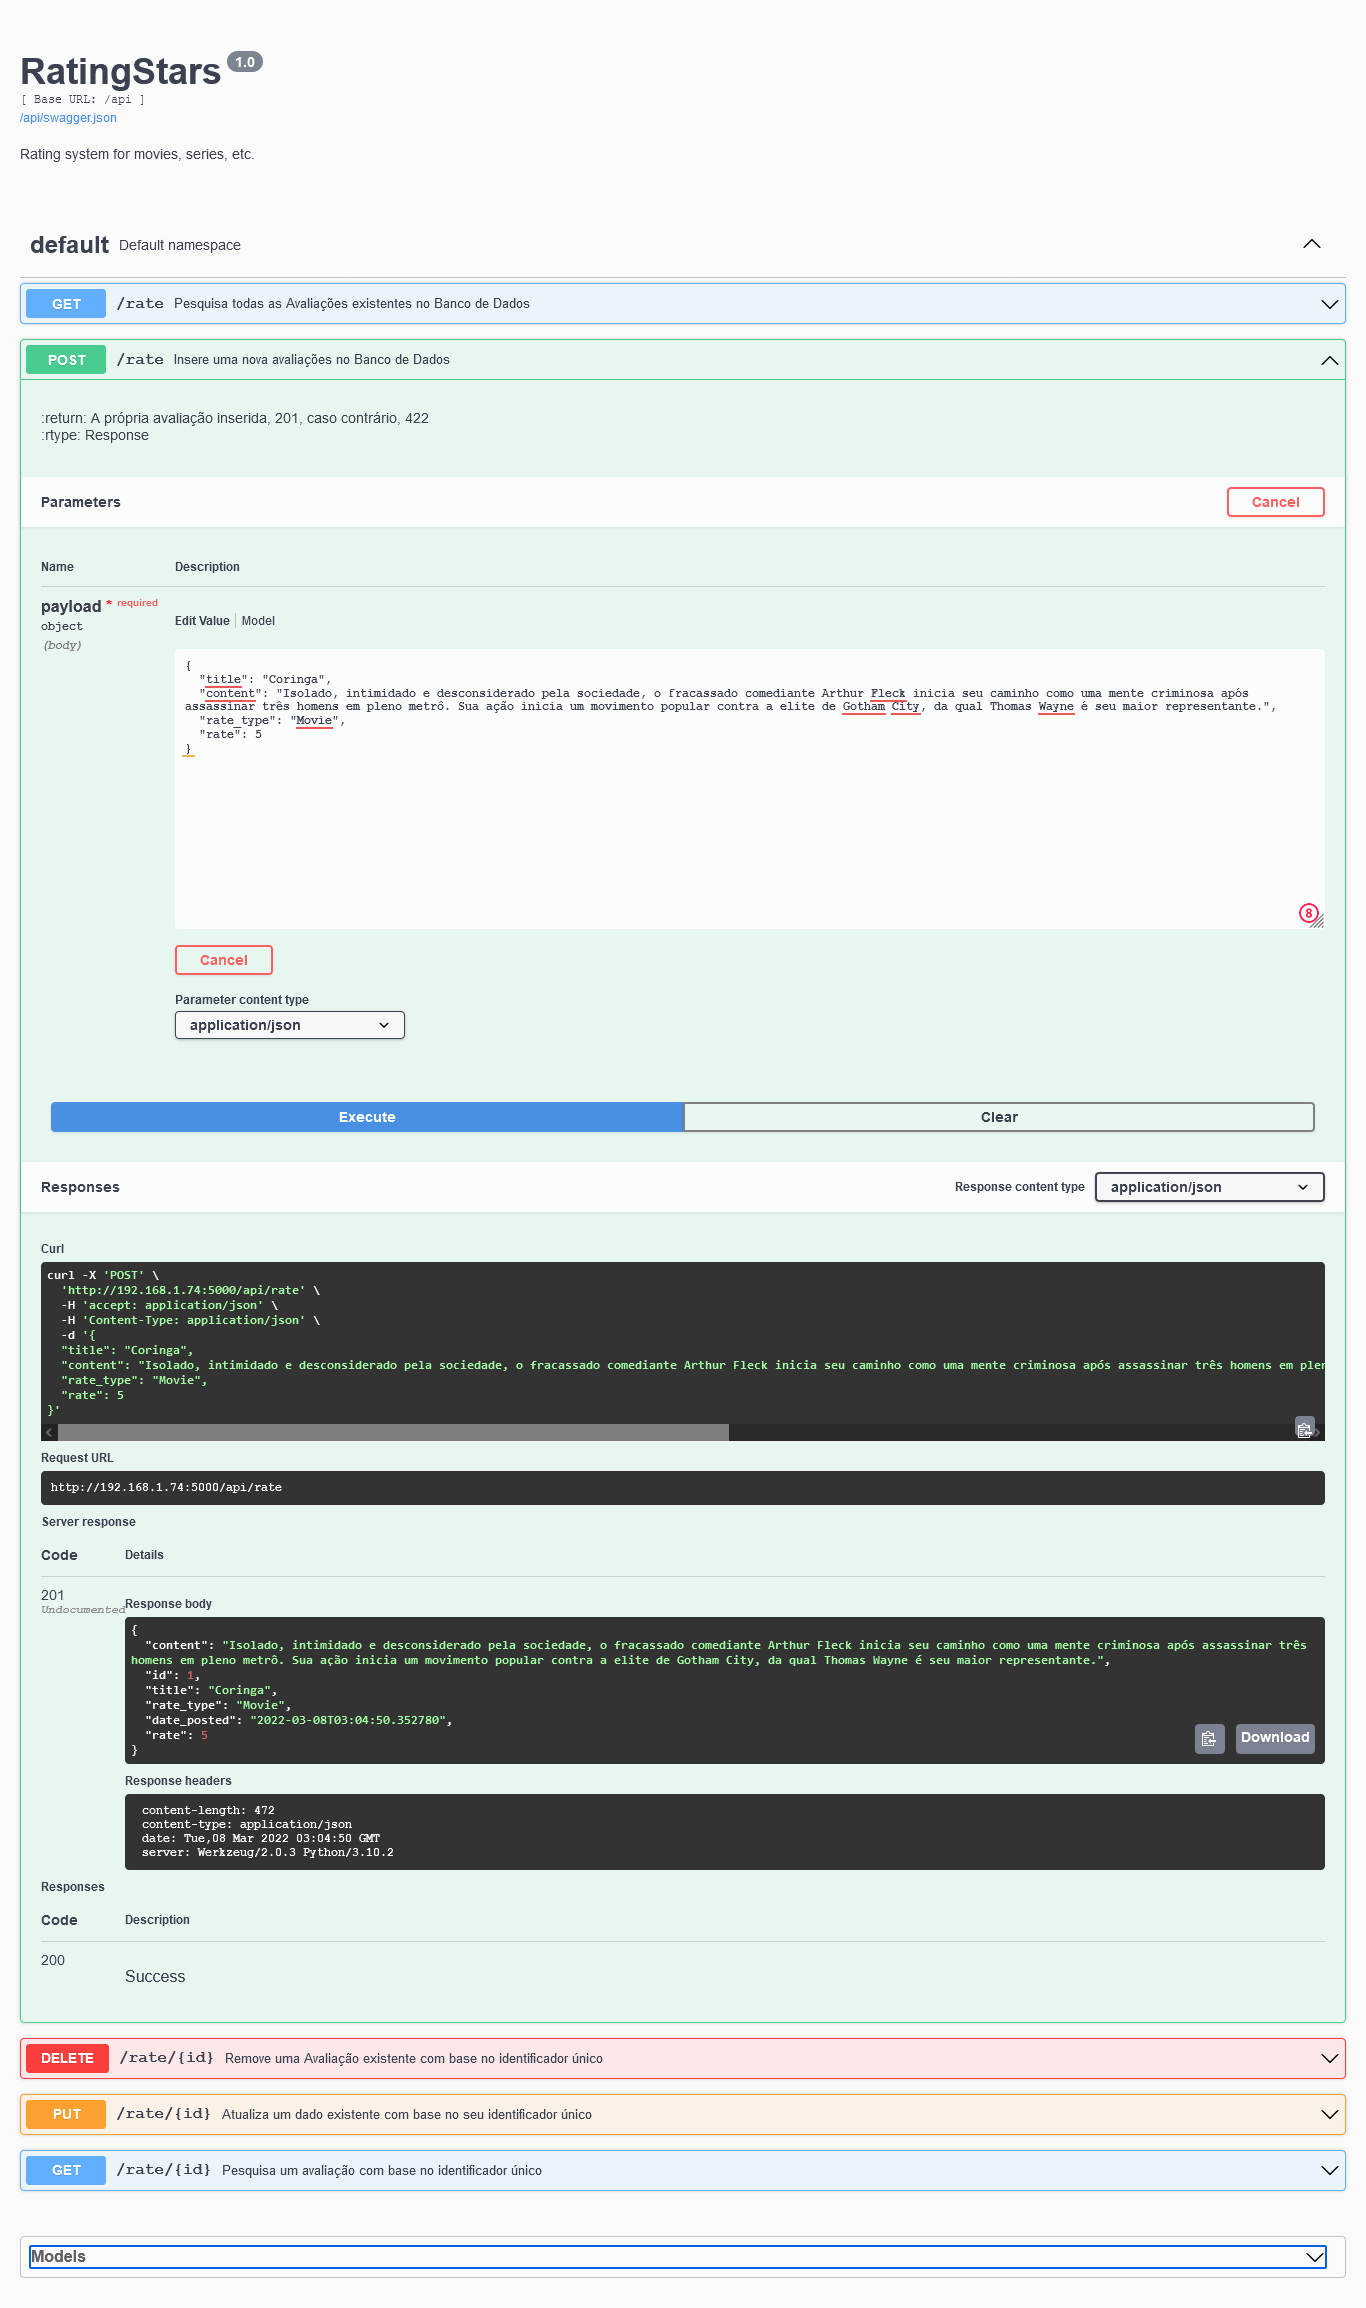 RatingStars 1.0
[ Base URL: /api ]
/api/swagger.json
Rating system for movies, series, etc.
default Default namespace
GET /rate Pesquisa todas as Avaliações existentes no Banco de Dados
POST /rate Insere uma nova avaliações no Banco de Dados
:return: A própria avaliação inserida, 201, caso contrário, 422
:rtype: Response
Parameters Cancel
Name Description
payload * required
object
(body)
Edit Value Model
{
"title": "Coringa",
"content": "Isolado, intimidado e desconsiderado pela sociedade, o fracassado comediante Arthur Fleck inicia seu caminho como uma mente criminosa após
assassinar três homens em pleno metrô. Sua ação inicia um movimento popular contra a elite de Gotham City, da qual Thomas Wayne é seu maior representante.",
"rate_type": "Movie",
"rate": 5
}
8
Cancel
Parameter content type
application/json
Execute Clear
Responses Response content type application/json
Curl
curl -X 'POST' \
'http://192.168.1.74:5000/api/rate' \
-H 'accept: application/json' \
-H 'Content-Type: application/json' \
-d '{
"title": "Coringa",
"content": "Isolado, intimidado e desconsiderado pela sociedade, o fracassado comediante Arthur Fleck inicia seu caminho como uma mente criminosa após assassinar três homens em pler
"rate_type": "Movie",
"rate": 5
}'
Request URL
http://192.168.1.74:5000/api/rate
Server response
Code Details
201
Undocumented
Response body
{
"content": "Isolado, intimidado e desconsiderado pela sociedade, o fracassado comediante Arthur Fleck inicia seu caminho como uma mente criminosa após assassinar três
homens em pleno metrô. Sua ação inicia um movimento popular contra a elite de Gotham City, da qual Thomas Wayne é seu maior representante.",
"id": 1,
"title": "Coringa",
"rate_type": "Movie",
"date_posted": "2022-03-08T03:04:50.352780",
"rate": 5
}
Download
Response headers
content-length: 472
content-type: application/json
date: Tue,08 Mar 2022 03:04:50 GMT
server: Werkzeug/2.0.3 Python/3.10.2
Responses
Code Description
200
Success
DELETE /rate/{id} Remove uma Avaliação existente com base no identificador único
PUT /rate/{id} Atualiza um dado existente com base no seu identificador único
GET /rate/{id} Pesquisa um avaliação com base no identificador único
Models